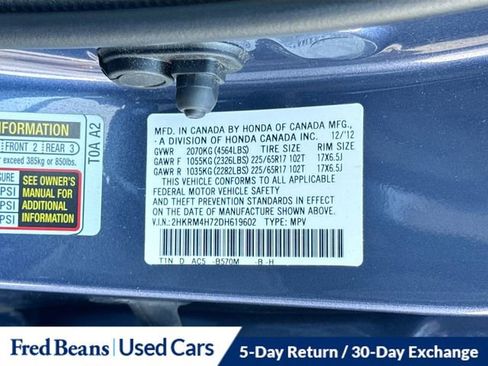 INFORMATION
FRONT 2 REAR 3
exceed 385kg or 850lbs.
TOA A2
SEE OWNER'S
MANUAL FOR
ADDITIONAL
INFORMATION
PSI
PSI
MFD. IN CANADA BY HONDA OF CANADA MFG.,
-A DIVISION OF HONDA CANADA INC. 12/'12
GVWR 2070KG (4564LBS) TIRE SIZE RIM SIZE
GAWR F 1055KG (2326LBS) 225/65R17 102T 17X6.5J
GAWR R 1035KG (2282LBS) 225/65R17 102T 17X6.5J
THIS VEHICLE CONFORMS TO ALL APPLICABLE
FEDERAL MOTOR VEHICLE SAFETY
AND THEFT PREVENTION STANDARDS IN EFFECT
ON THE DATE OF MANUFACTURE SHOWN ABOVE.
V.I.N.: 2HKRM4H72DH619602 TYPE: MPV
T1N D AC5 -B570M -B -H
Fred Beans Used Cars 5-Day Return / 30-Day Exchange